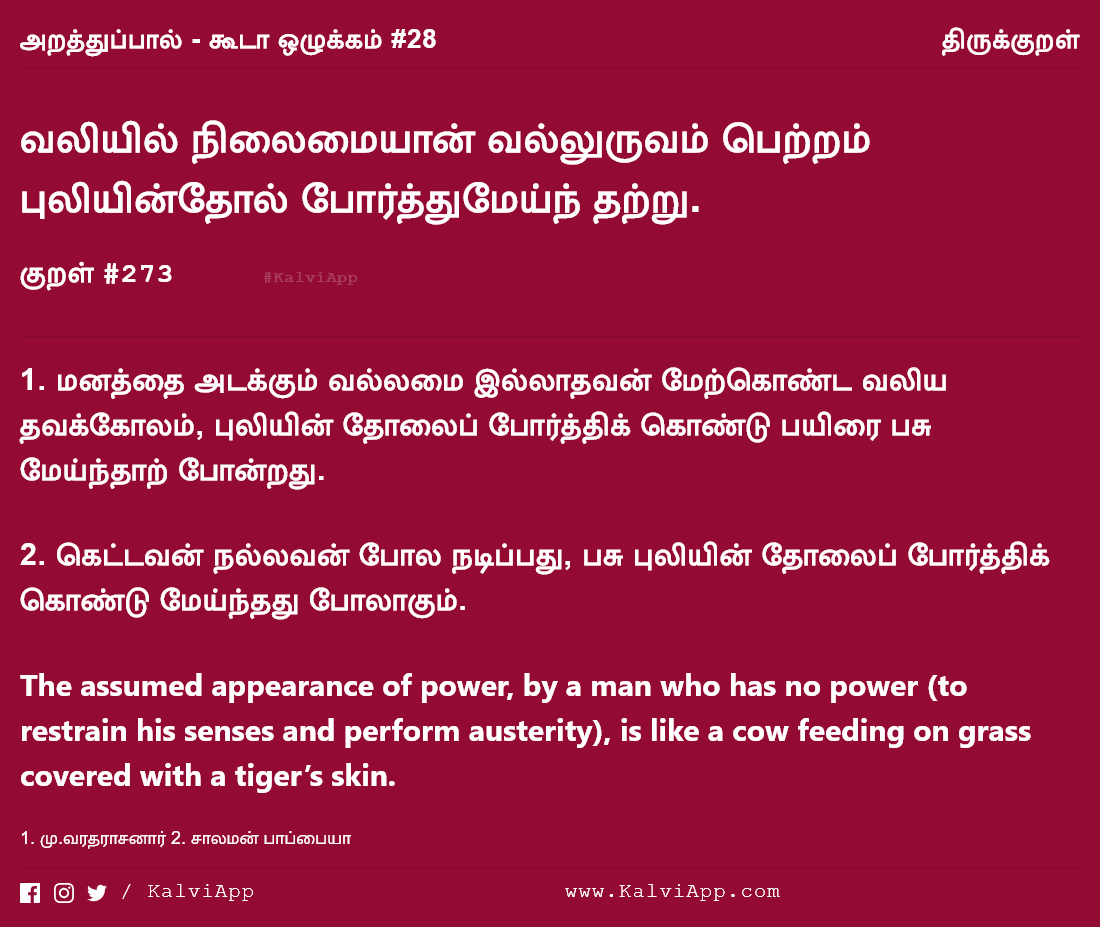 அறத்துப்பால் - கூடா ஒழுக்கம் #28
திருக்குறள்
வலியில் நிலைமையான் வல்லுருவம் பெற்றம்
புலியின்தோல் போர்த்துமேய்ந் தற்று.
குறள் #273
#KalviApp
1. மனத்தை அடக்கும் வல்லமை இல்லாதவன் மேற்கொண்ட வலிய
தவக்கோலம், புலியின் தோலைப் போர்த்திக் கொண்டு பயிரை பசு
மேய்ந்தாற் போன்றது.
2. கெட்டவன் நல்லவன் போல நடிப்பது, பசு புலியின் தோலைப் போர்த்திக்
கொண்டு மேய்ந்தது போலாகும்.
The assumed appearance of power, by a man who has no power (to
restrain his senses and perform austerity), is like a cow feeding on grass
covered with a tiger’s skin.
1. மு.வரதராசனார் 2. சாலமன் பாப்பையா
/ KalviApp
www.KalviApp.com